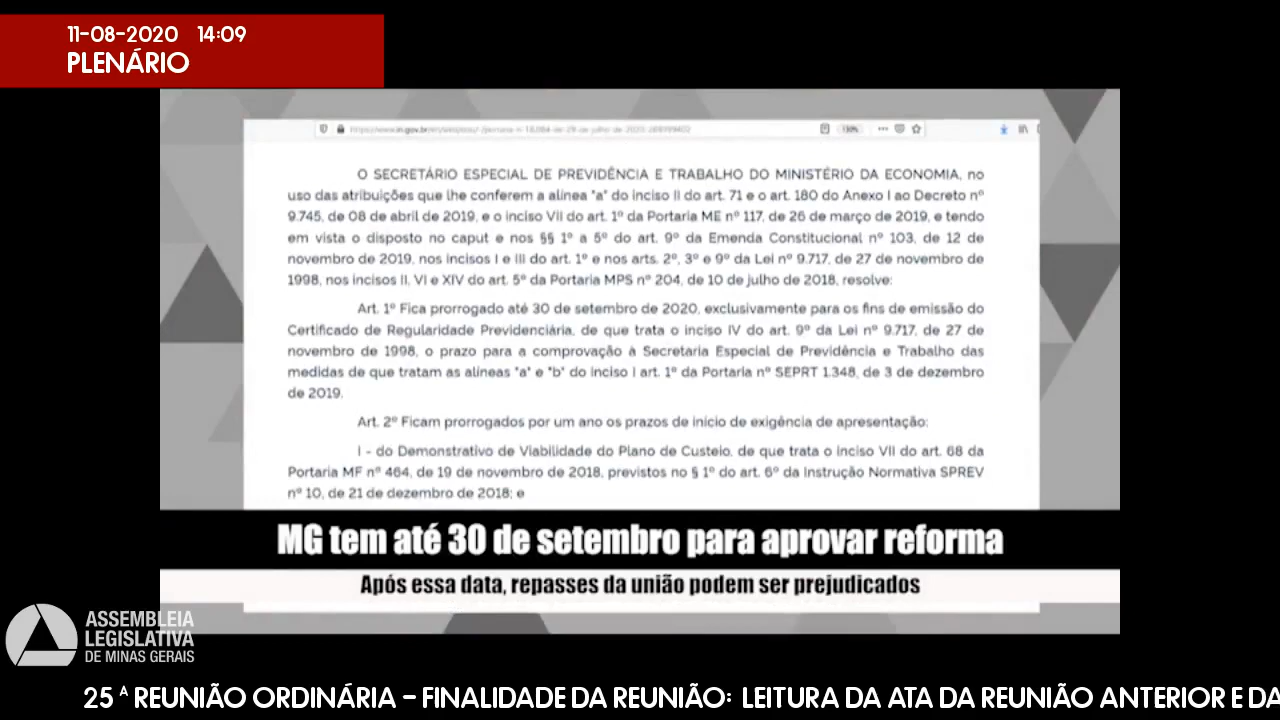 11-08-2020 14:09
PLENÁRIO
O SECRETÁRIO ESPECIAL DE PREVIDÊNCIA E TRABALHO DO MINISTÉRIO DA ECONOMIA, no
uso das atribuições que lhe conferem a alínea "a" do inciso II do art. 71 e o art. 180 do Anexo I ao Decreto nº
9.745, de 08 de abril de 2019, e o inciso VII do art. 1º da Portaria ME nº 117, de 26 de março de 2019, e tendo
em vista o disposto no caput e nos §§ 1º a 5º do art. 9º da Emenda Constitucional nº 103, de 12 de
novembro de 2019, nos incisos I e III do art. 1º e nos arts. 2º, 3º e 9º da Lei nº 9.717, de 27 de novembro de
1998, nos incisos II, VI e XIV do art. 5º da Portaria MPS nº 204, de 10 de julho de 2018, resolve:
Art. 1º Fica prorrogado até 30 de setembro de 2020, exclusivamente para os fins de emissão do
Certificado de Regularidade Previdenciária, de que trata o inciso IV do art. 9º da Lei nº 9.717, de 27 de
novembro de 1998, o prazo para a comprovação à Secretaria Especial de Previdência e Trabalho das
medidas de que tratam as alíneas "a" e "b" do inciso I art. 1º da Portaria nº SEPRT 1.348, de 3 de dezembro
de 2019.
Art. 2º Ficam prorrogados por um ano os prazos de início de exigência de apresentação:
I - do Demonstrativo de Viabilidade do Plano de Custeio, de que trata o inciso VII do art. 68 da
Portaria MF nº 464, de 19 de novembro de 2018, previstos no § 1º do art. 6º da Instrução Normativa SPREV
nº 10, de 21 de dezembro de 2018; e
MG tem até 30 de setembro para aprovar reforma
Após essa data, repasses da união podem ser prejudicados
ASSEMBLEIA
LEGISLATIVA
DE MINAS GERAIS
25ª REUNIÃO ORDINÁRIA – FINALIDADE DA REUNIÃO: LEITURA DA ATA DA REUNIÃO ANTERIOR E DA